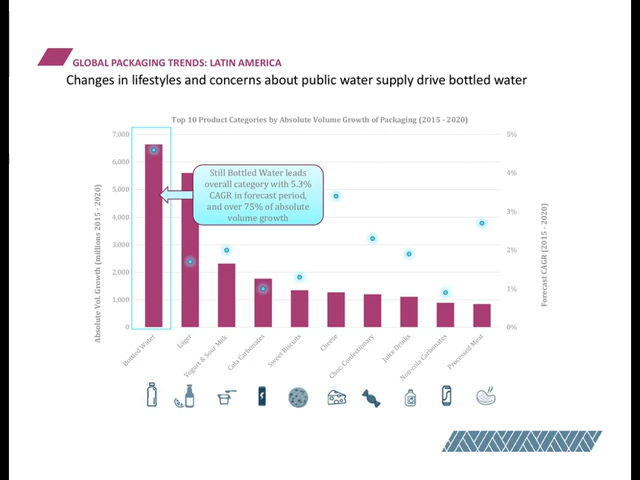 GLOBAL PACKAGING TRENDS: LATIN AMERICA
Changes in lifestyles and concerns about public water supply drive bottled water
Top 10 Product Categories by Absolute Volume Growth of Packaging (2015 - 2020)
Absolute Vol. Growth (millions 2015 - 2020)
7,000
6,000
5,000
4,000
3,000
2,000
1,000
0
Still Bottled Water leads
overall category with 5.3%
CAGR in forecast period,
and over 75% of absolute
volume growth
5%
4%
3%
2%
1%
0%
Forecast CAGR (2015 - 2020)
Bottled Water
Lager
Yogurt & Sour Milk
Cola Carbonates
Sweet Biscuits
Cheese
Choc Confectionary
Juice Drinks
Non-cola Carbonates
Processed Meat